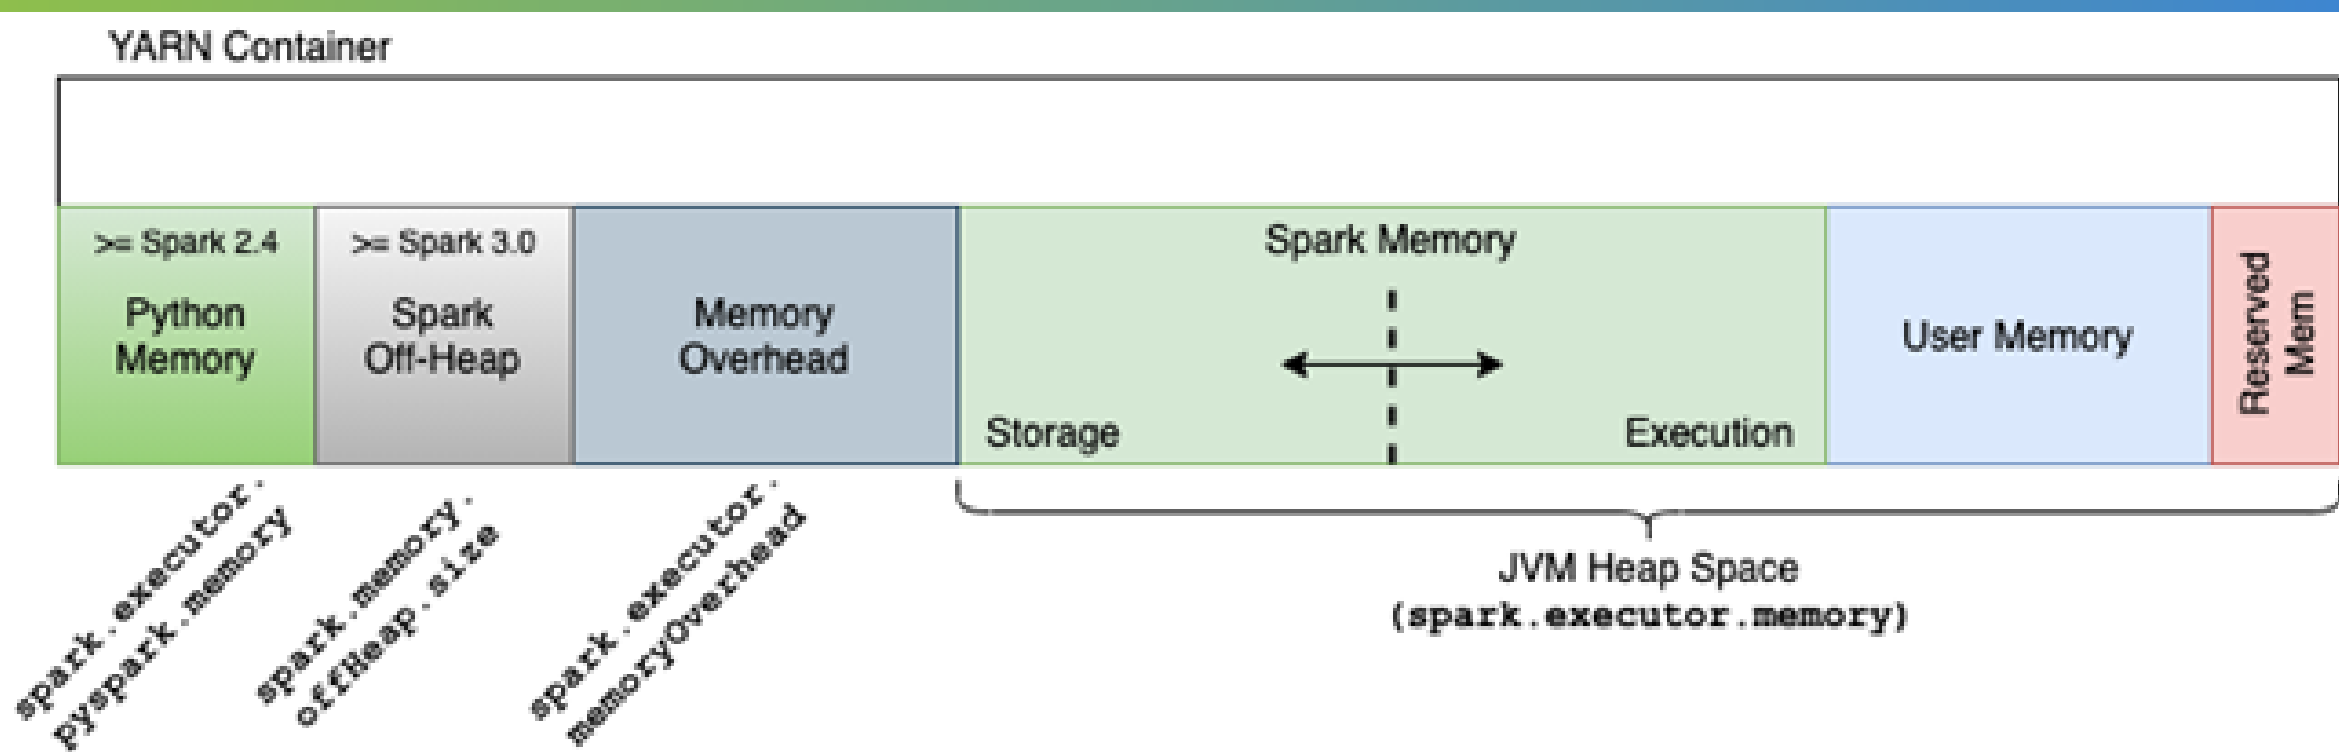 YARN Container
>= Spark 2.4
Python
Memory
>= Spark 3.0
Spark
Off-Heap
Memory
Overhead
Spark Memory
Storage
Execution
User Memory
Reserved
Mem
spark.executor.
pyspark.memory
spark.memory.
offHeap.size
spark.executor.
memoryOverhead
JVM Heap Space
(spark.executor.memory)